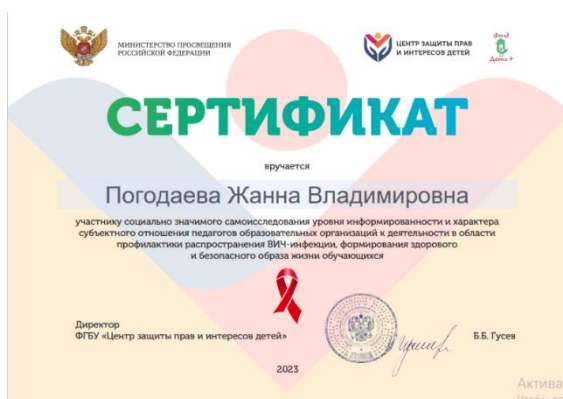 МИНИСТЕРСТВО ПРОСВЕЩЕНИЯ
РОССИЙСКОЙ ФЕДЕРАЦИИ
ЦЕНТР ЗАЩИТЫ ПРАВ
И ИНТЕРЕСОВ ДЕТЕЙ
Фонд
Дети +
СЕРТИФИКАТ
вручается
Погодаева Жанна Владимировна
участнику социально значимого самоисследования уровня информированности и характера
субъектного отношения педагогов образовательных организаций к деятельности в области
профилактики распространения ВИЧ-инфекции, формирования здорового
и безопасного образа жизни обучающихся
Директор
ФГБУ «Центр защиты прав и интересов детей»
Б.Б. Гусев
2023
Актива